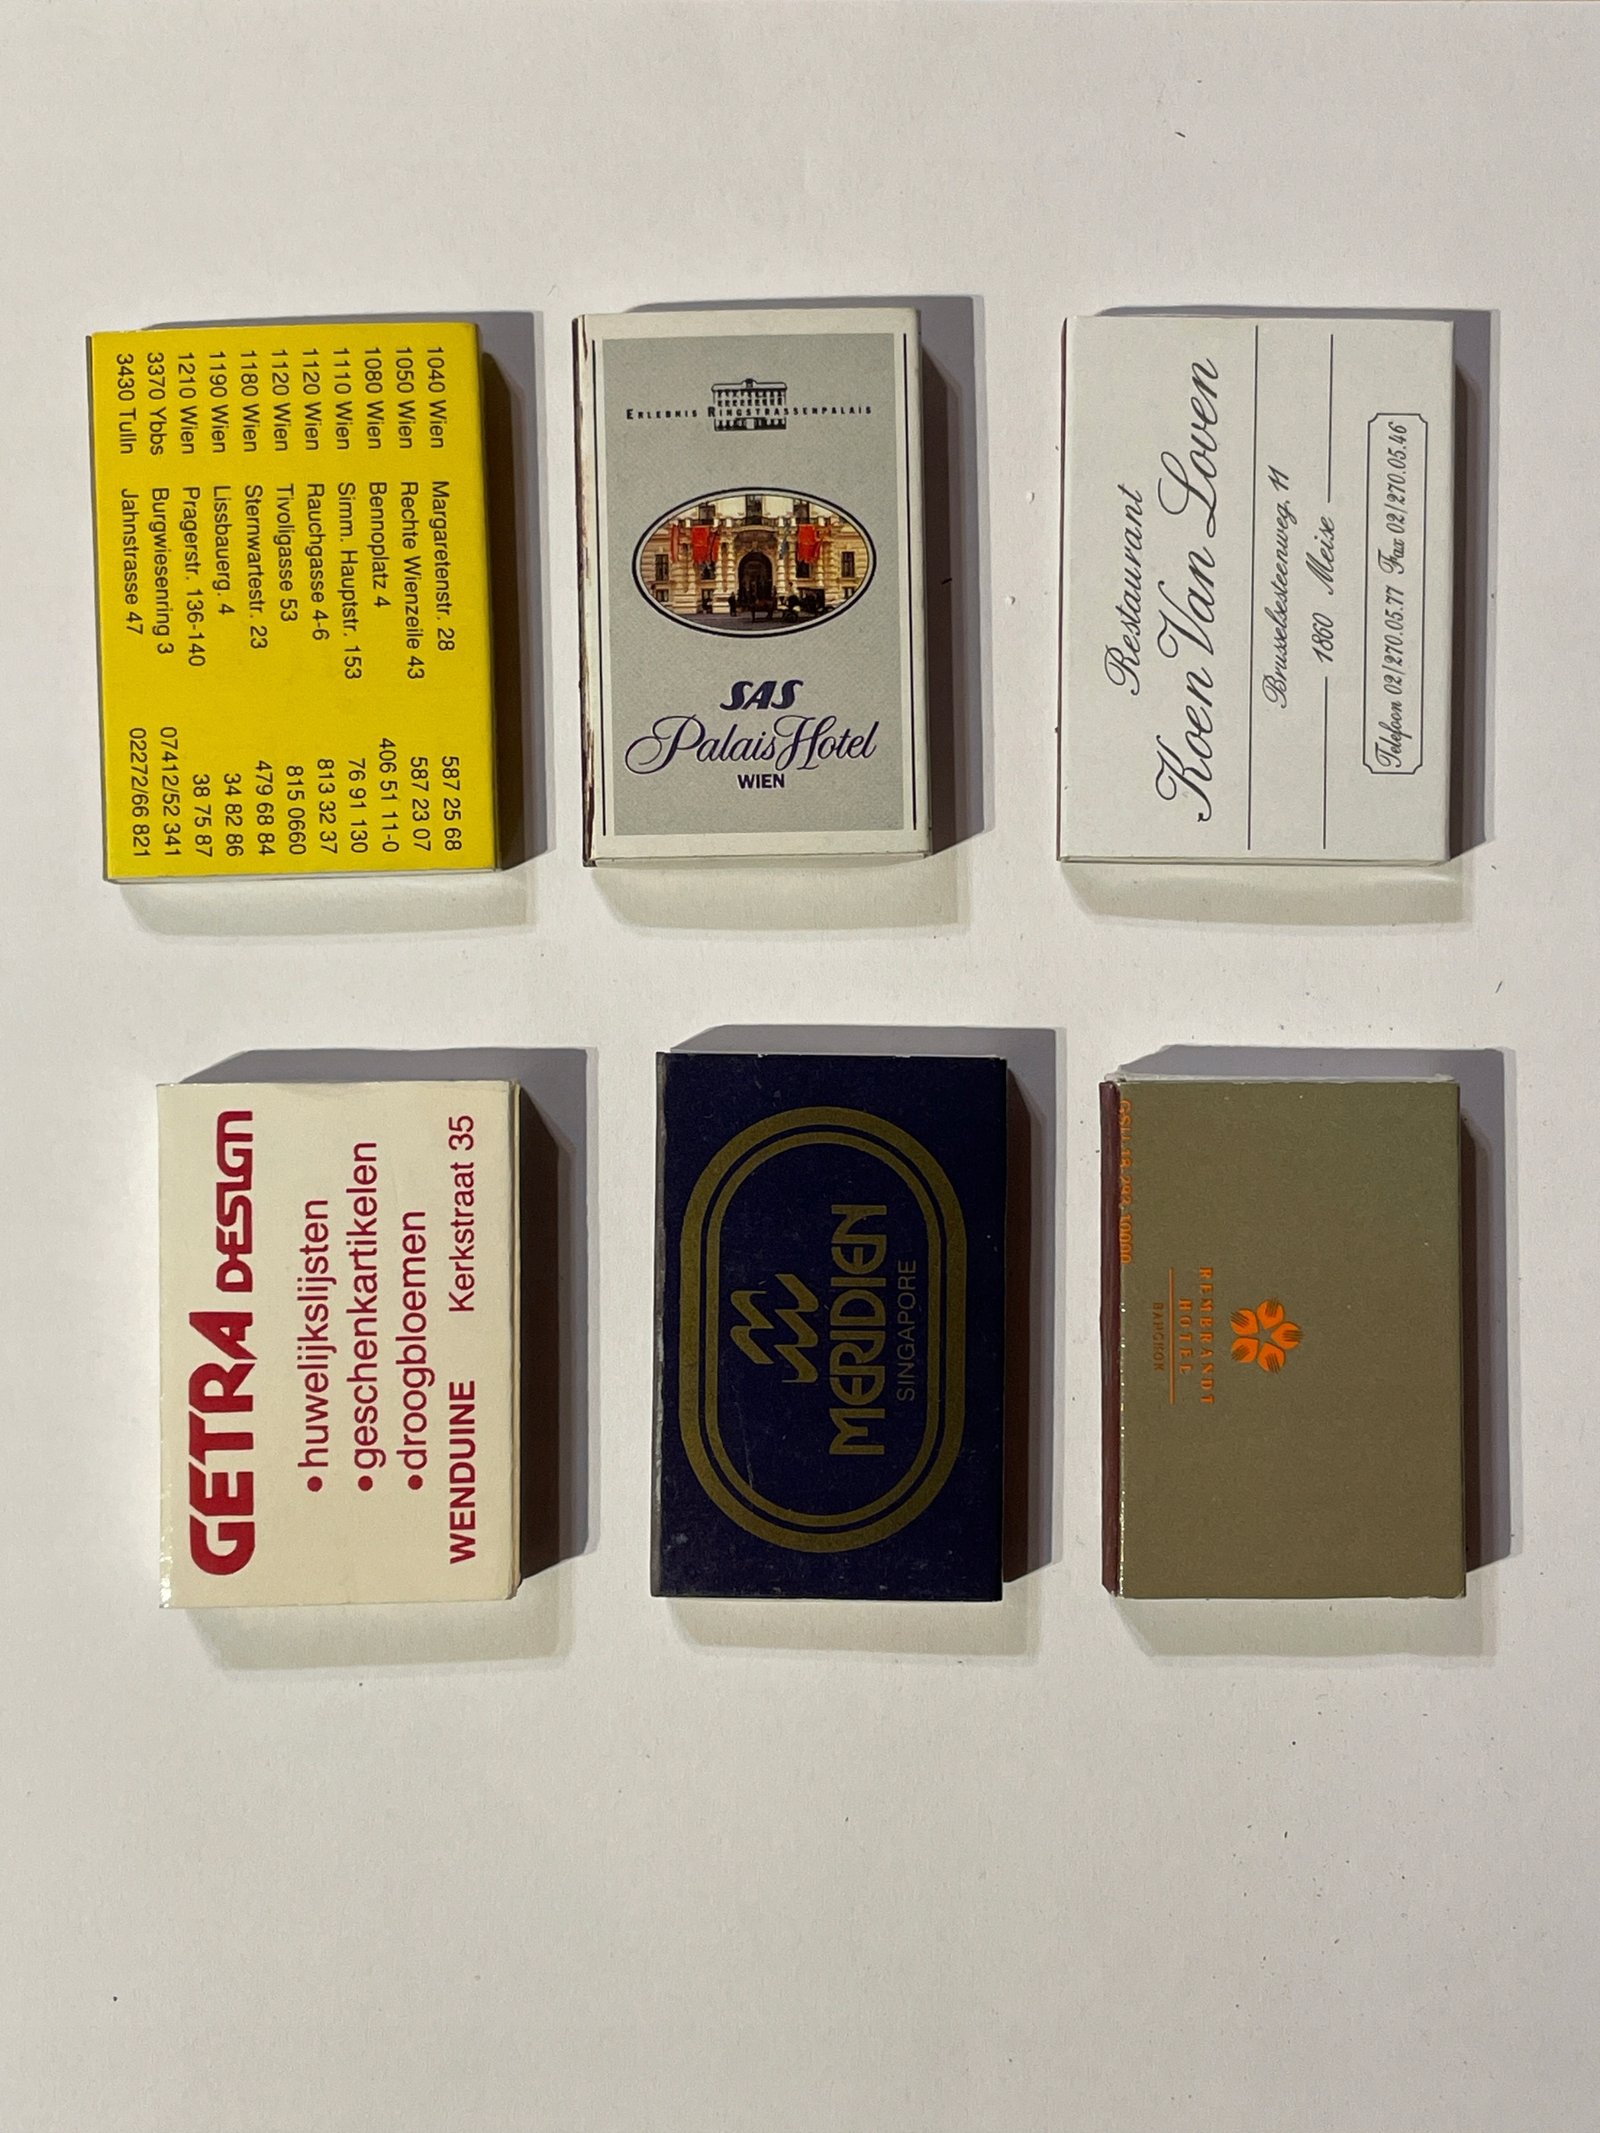 1040 Wien Margaretenstr. 28 587 25 68
1050 Wien Rechte Wienzeile 43 587 23 07
1080 Wien Bennoplatz 4 406 51 11-0
1110 Wien Simm. Hauptstr. 153 76 91 130
1120 Wien Rauchgasse 4-6 813 32 37
1120 Wien Tivoligasse 53 815 0660
1180 Wien Sternwartestr. 23 479 68 84
1190 Wien Lissbauerg. 4 34 82 86
1210 Wien Pragerstr. 136-140 38 75 87
3370 Ybbs Burgwiesenring 3 07412/52 341
3430 Tulln Jahnstrasse 47 02272/66 821
ERLEBNIS RINGSTRASSENPALAIS
SAS
Palais Hotel
WIEN
Restaurant
Koen Van Loven
Brusselsesteenweg, 11
1860 Meise
Telefoon 02/270.05.77 Fax 02/270.05.46
GETRA DESIGN
•huwelijkslijsten
•geschenkartikelen
•droogbloemen
WENDUINE Kerkstraat 35
MERIDIEN
SINGAPORE
REMBRANDT
HOTEL
BANGKOK